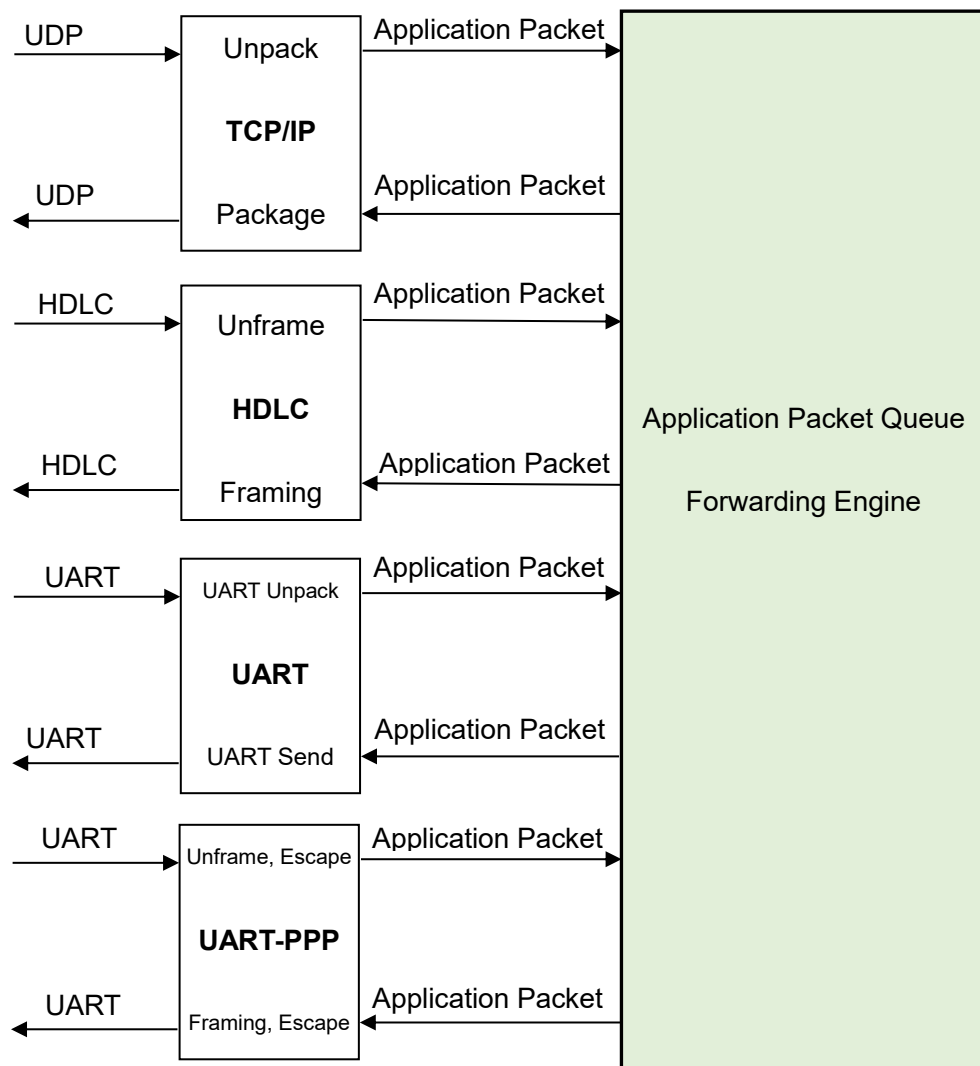 UDP
Unpack
Application Packet
TCP/IP
UDP
Package
Application Packet
HDLC
Unframe
Application Packet
HDLC
HDLC
Framing
Application Packet
UART
UART Unpack
Application Packet
UART
UART
UART Send
Application Packet
UART
Unframe, Escape
Application Packet
UART-PPP
UART
Framing, Escape
Application Packet
Application Packet Queue
Forwarding Engine